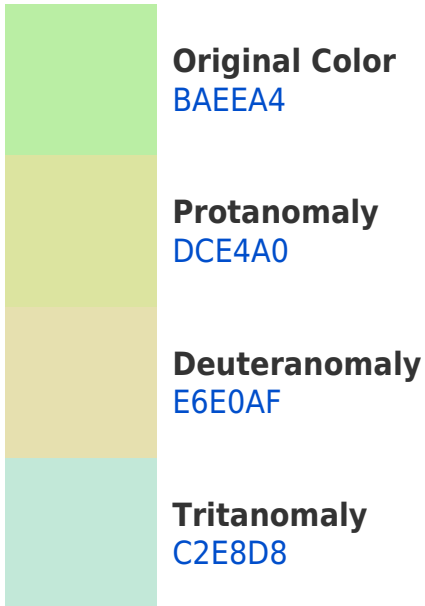 Original Color
BAEEA4
Protanomaly
DCE4A0
Deuteranomaly
E6E0AF
Tritanomaly
C2E8D8